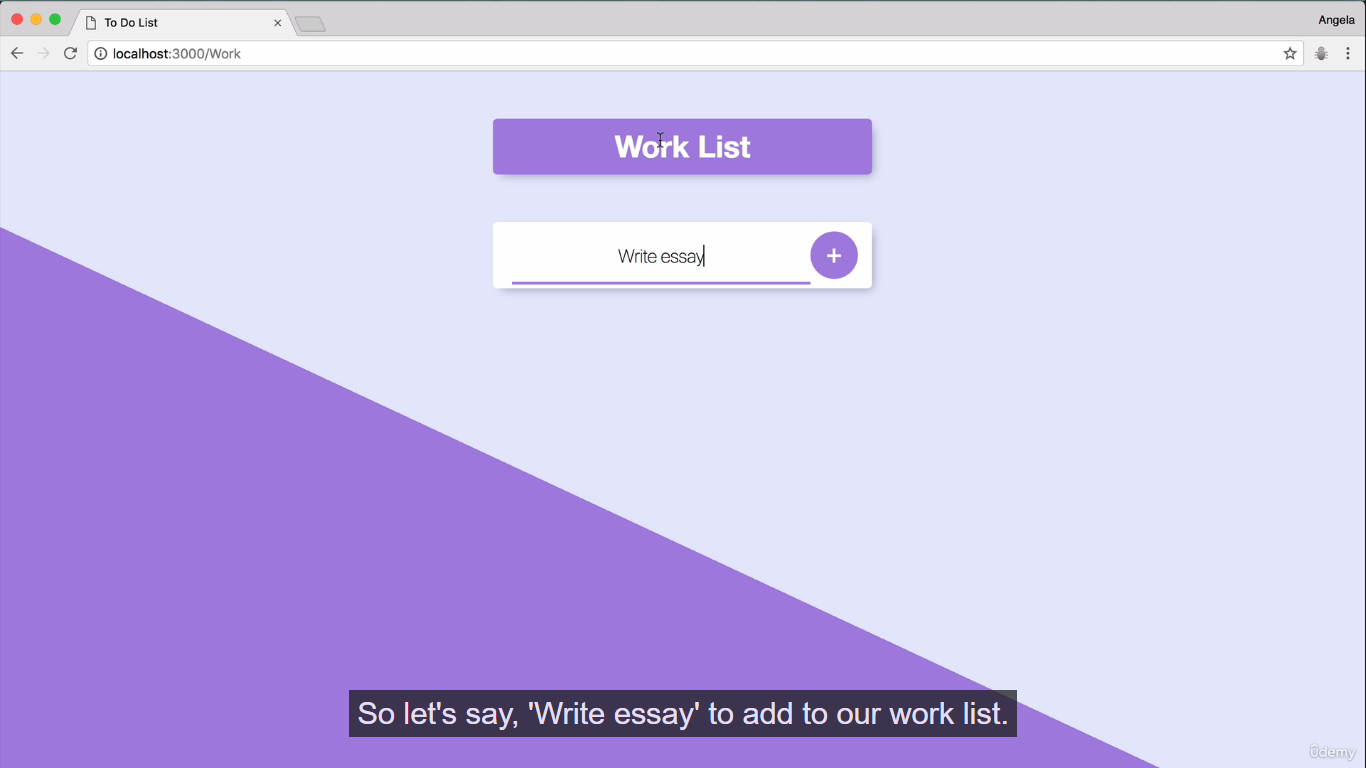 To Do List
Angela
localhost:3000/Work
Work List
Write essay
+
So let's say, 'Write essay' to add to our work list.
ûdemy